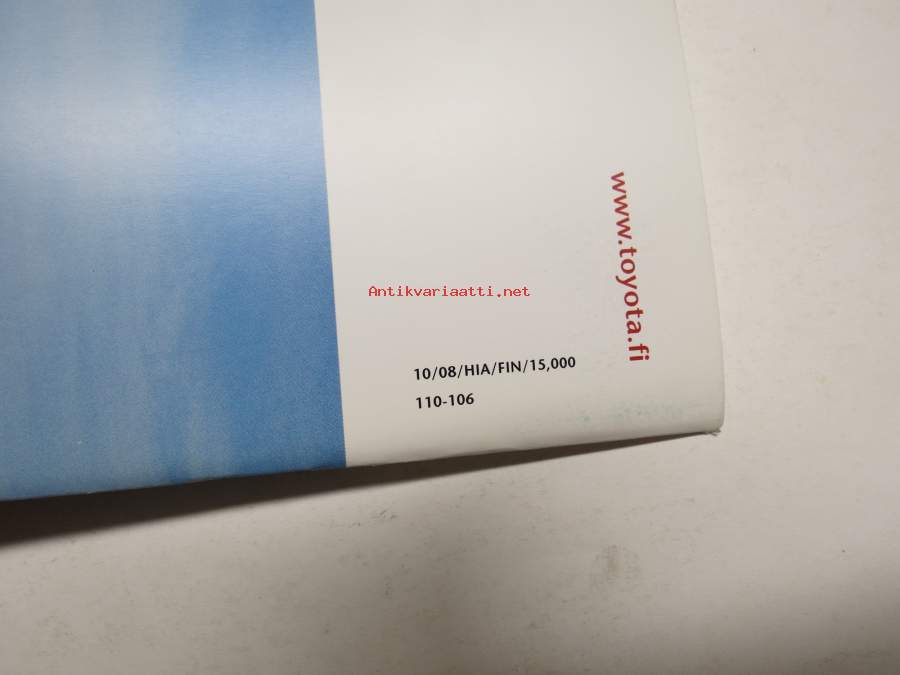 www.toyota.fi
Antikvariaatti.net
10/08/HIA/FIN/15,000
110-106